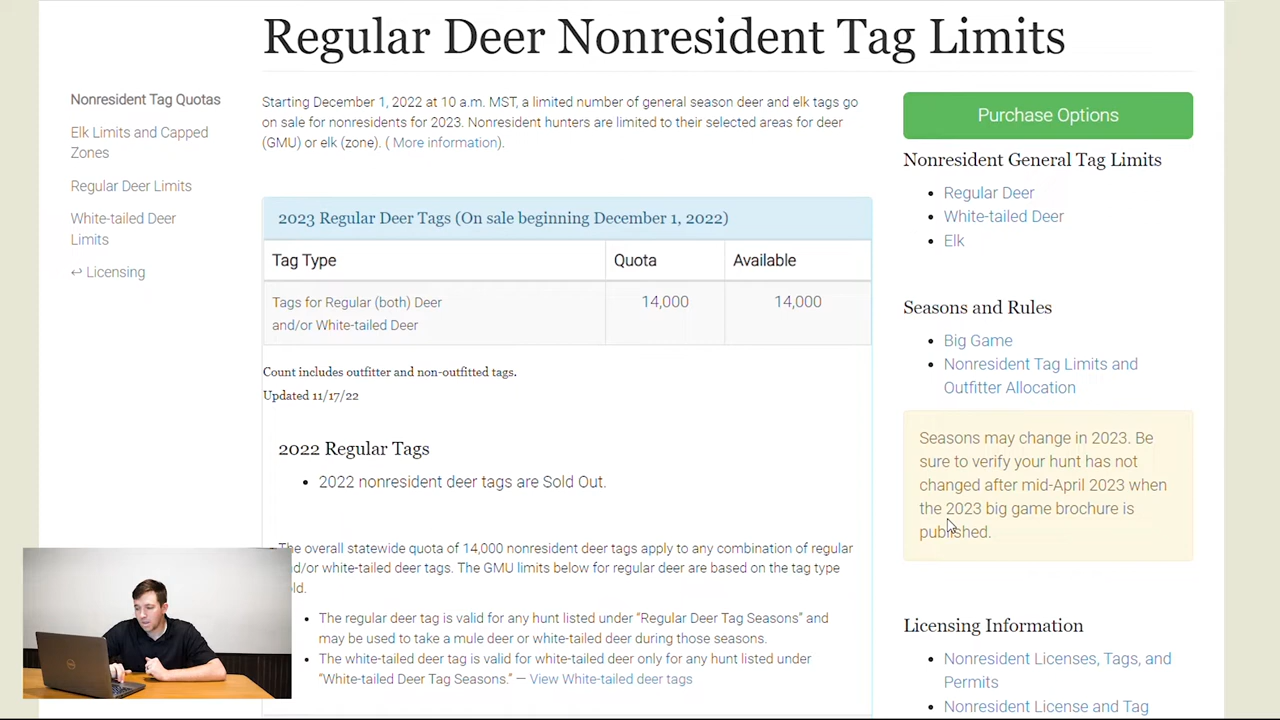 Regular Deer Nonresident Tag Limits
Nonresident Tag Quotas
Elk Limits and Capped
Zones
Regular Deer Limits
White-tailed Deer
Limits
↩ Licensing
Starting December 1, 2022 at 10 a.m. MST, a limited number of general season deer and elk tags go
on sale for nonresidents for 2023. Nonresident hunters are limited to their selected areas for deer
(GMU) or elk (zone). ( More information).
2023 Regular Deer Tags (On sale beginning December 1, 2022)
Tag Type Quota Available
Tags for Regular (both) Deer 14,000 14,000
and/or White-tailed Deer
Count includes outfitter and non-outfitted tags.
Updated 11/17/22
2022 Regular Tags
• 2022 nonresident deer tags are Sold Out.
The overall statewide quota of 14,000 nonresident deer tags apply to any combination of regular
nd/or white-tailed deer tags. The GMU limits below for regular deer are based on the tag type
old.
• The regular deer tag is valid for any hunt listed under “Regular Deer Tag Seasons” and
may be used to take a mule deer or white-tailed deer during those seasons.
• The white-tailed deer tag is valid for white-tailed deer only for any hunt listed under
“White-tailed Deer Tag Seasons.” — View White-tailed deer tags
Purchase Options
Nonresident General Tag Limits
• Regular Deer
• White-tailed Deer
• Elk
Seasons and Rules
• Big Game
• Nonresident Tag Limits and
Outfitter Allocation
Seasons may change in 2023. Be
sure to verify your hunt has not
changed after mid-April 2023 when
the 2023 big game brochure is
published.
Licensing Information
• Nonresident Licenses, Tags, and
Permits
• Nonresident License and Tag